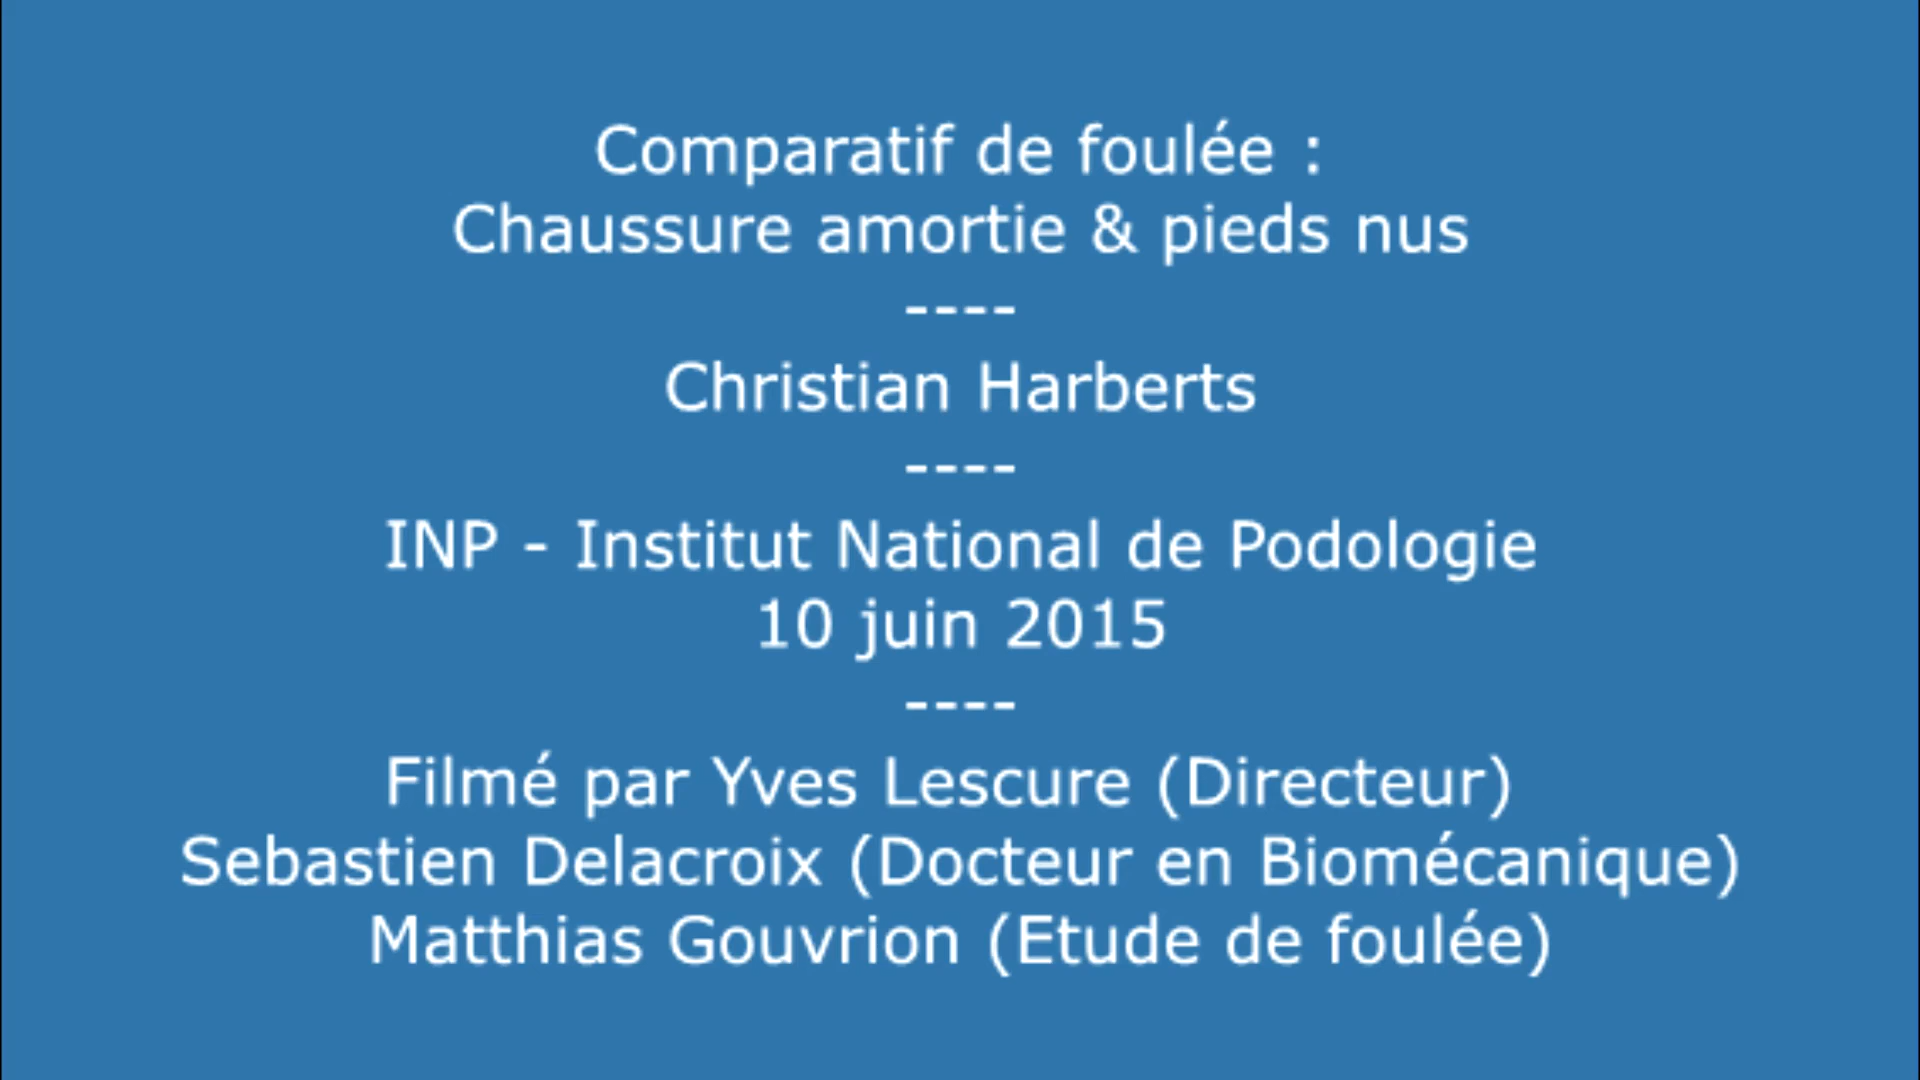 Comparatif de foulée :
Chaussure amortie & pieds nus
----
Christian Harberts
----
INP - Institut National de Podologie
10 juin 2015
----
Filmé par Yves Lescure (Directeur)
Sebastien Delacroix (Docteur en Biomécanique)
Matthias Gouvrion (Etude de foulée)